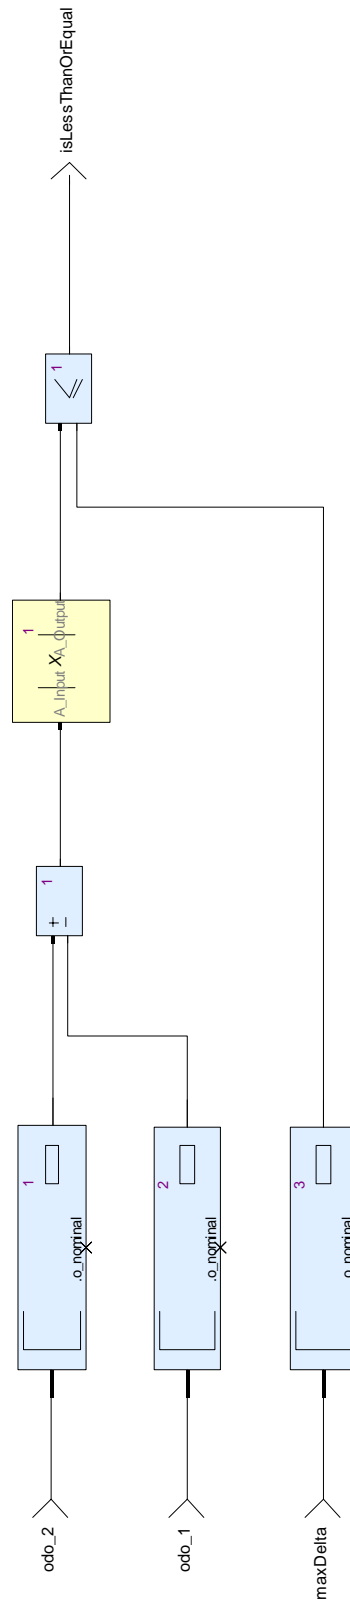 odo_2
1
.o_nominal
1
+
−
1
A_Input |X| A_Output
1
≤
isLessThanOrEqual
odo_1
2
.o_nominal
maxDelta
3
.o_nominal